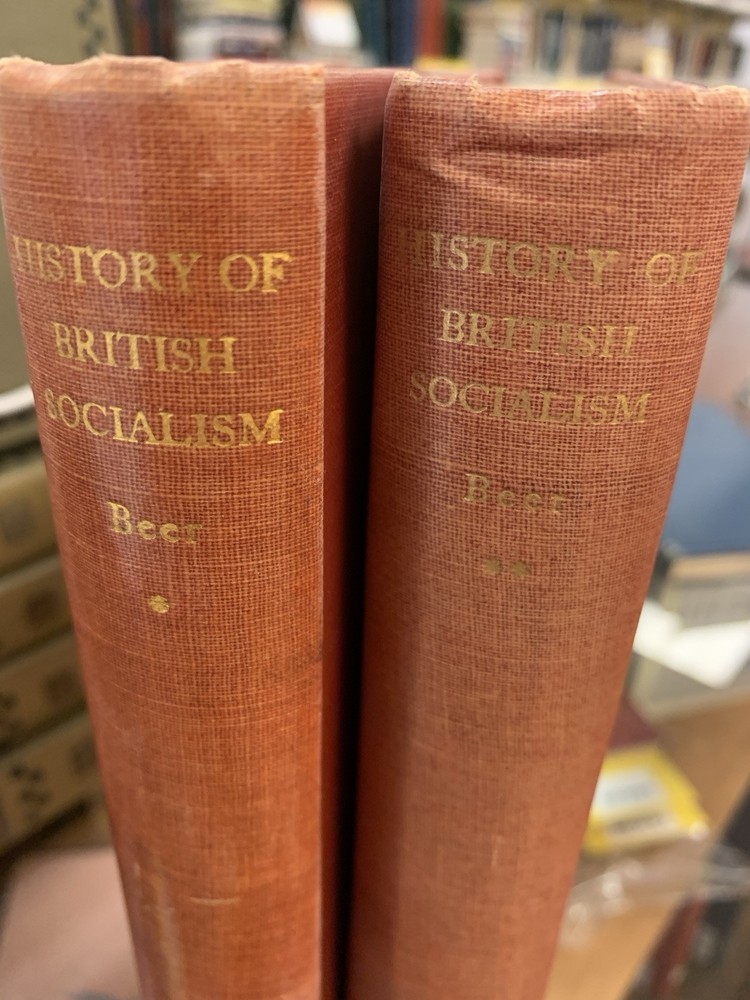 HISTORY OF
BRITISH
SOCIALISM
Beer
*
HISTORY OF
BRITISH
SOCIALISM
Beer
**